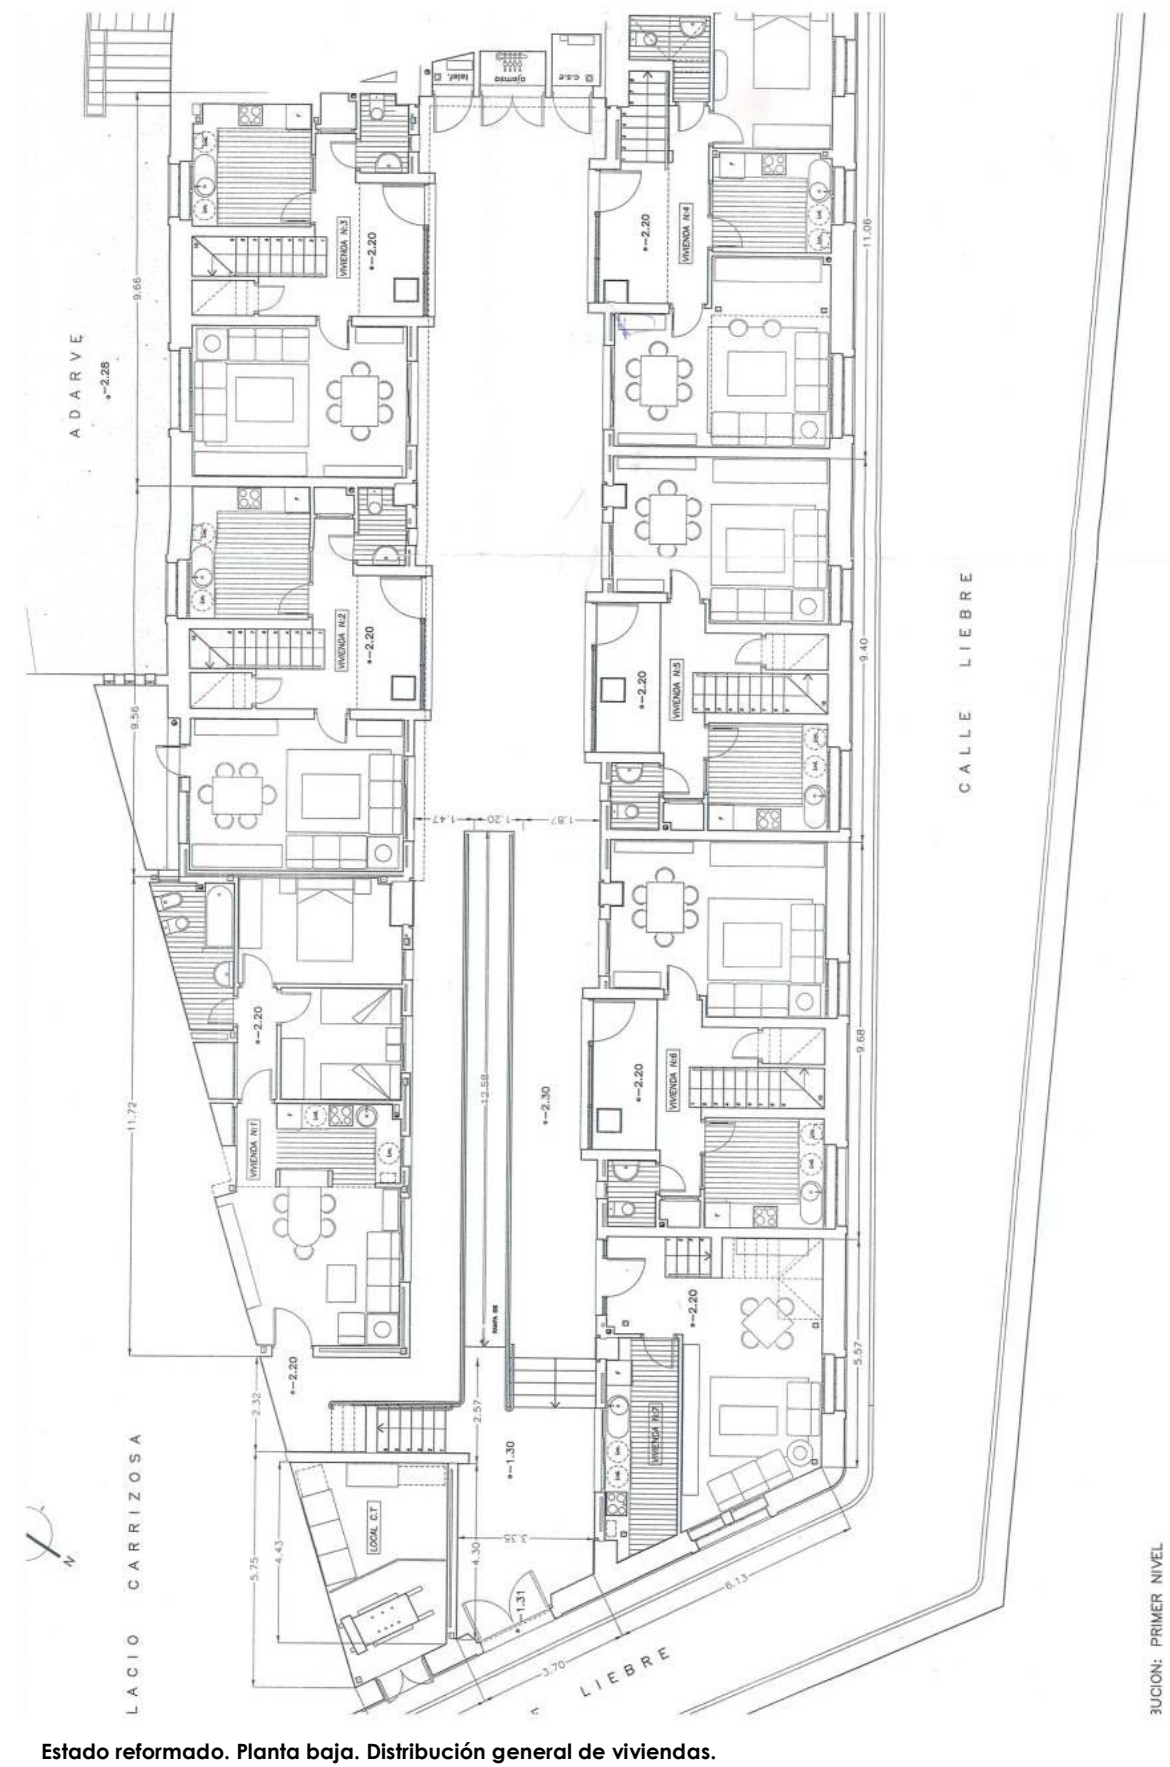 telef.
ajemsa
c.s.e
ADARVE
-2.28
9.66
VIVIENDA N:3
-2.20
-2.20
VIVIENDA N:4
11.06
F
F
VIVIENDA N:2
-2.20
F
9.56
-2.20
VIVIENDA N:5
9.40
CALLE LIEBRE
F
1.47
1.20
1.87
11.72
-2.20
VIVIENDA N:1
F
12.58
-2.30
-2.20
VIVIENDA N:6
9.68
F
-2.20
-2.20
5.57
2.32
2.57
-1.30
F
VIVIENDA N:7
LACIO CARRIZOSA
N
5.75
4.43
LOCAL C.T
4.30
3.35
-1.31
6.13
3.70
LIEBRE
BUCION: PRIMER NIVEL
Estado reformado. Planta baja. Distribución general de viviendas.